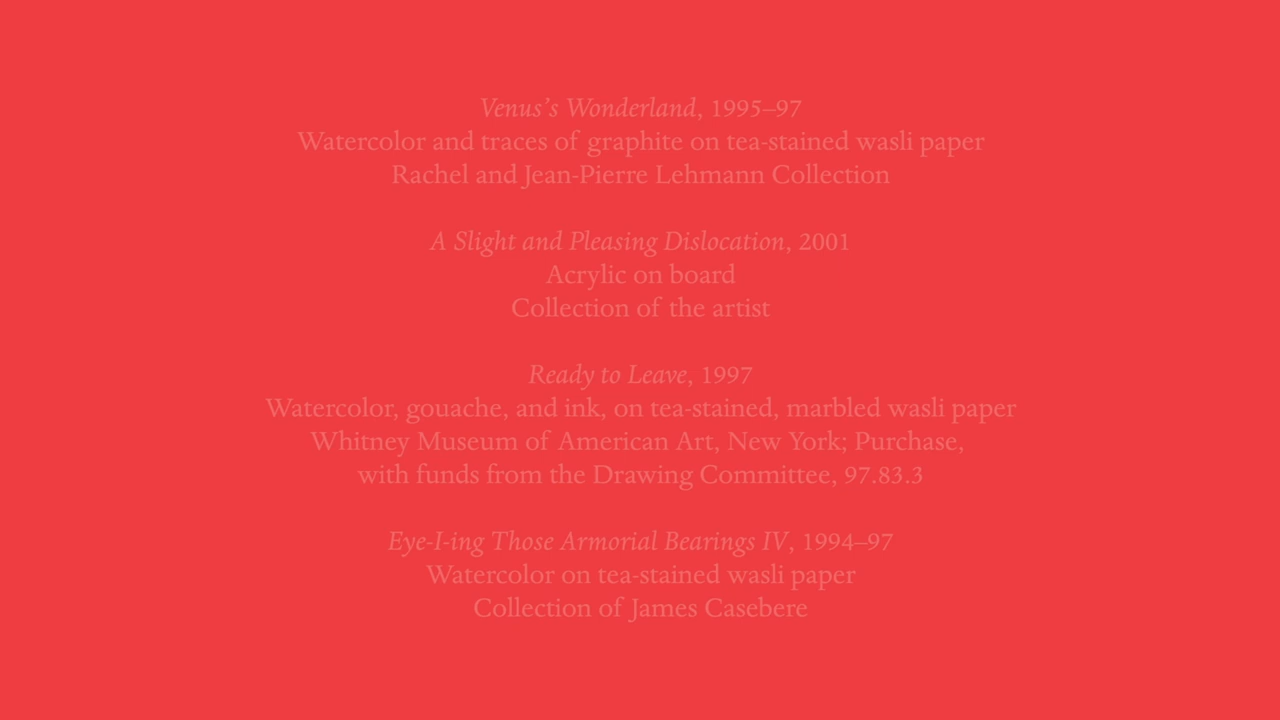 Venus’s Wonderland, 1995–97
Watercolor and traces of graphite on tea-stained wasli paper
Rachel and Jean-Pierre Lehmann Collection
A Slight and Pleasing Dislocation, 2001
Acrylic on board
Collection of the artist
Ready to Leave, 1997
Watercolor, gouache, and ink, on tea-stained, marbled wasli paper
Whitney Museum of American Art, New York; Purchase,
with funds from the Drawing Committee, 97.83.3
Eye-I-ing Those Armorial Bearings IV, 1994–97
Watercolor on tea-stained wasli paper
Collection of James Casebere